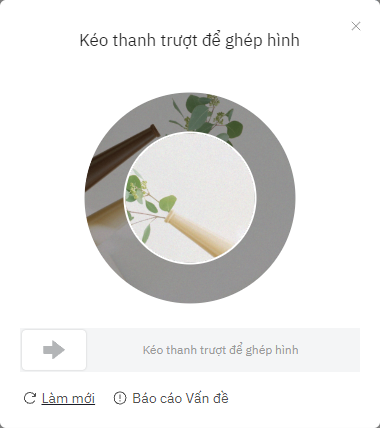 Kéo thanh trượt để ghép hình
Kéo thanh trượt để ghép hình
Làm mới
Báo cáo Vấn đề